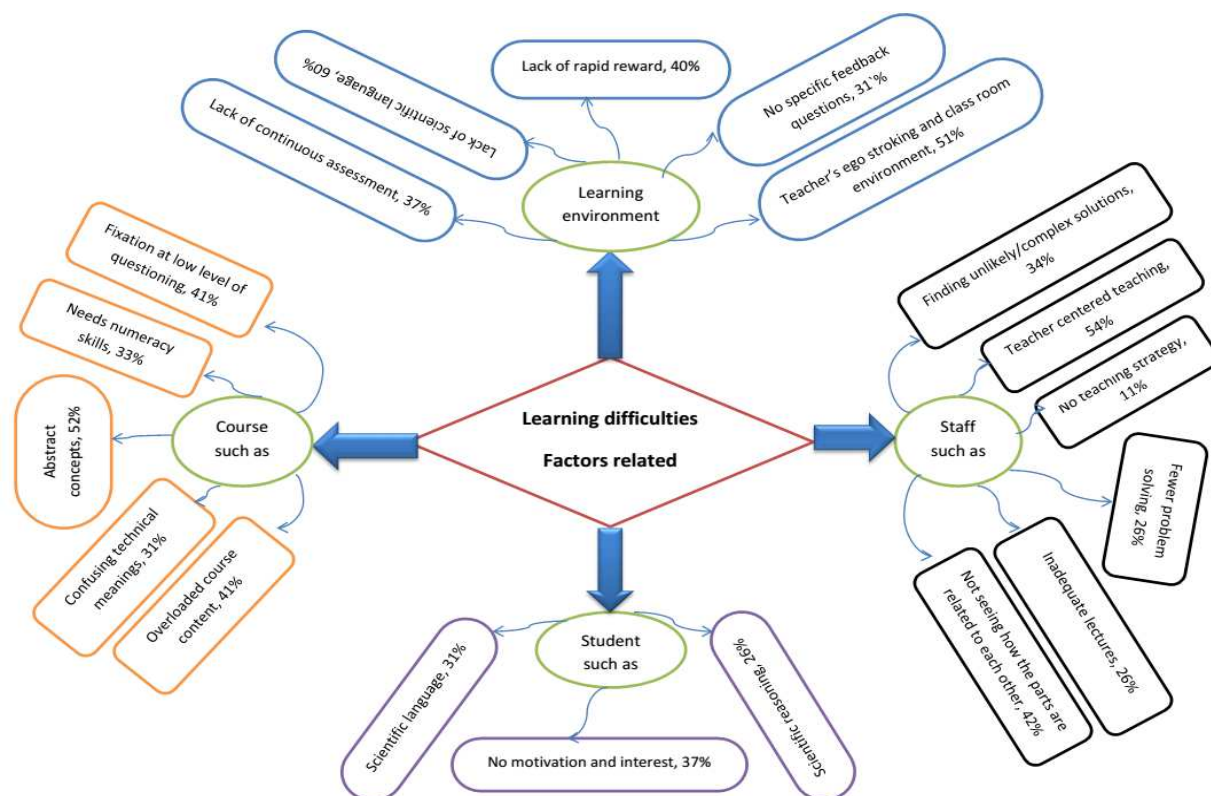 Lack of rapid reward, 40%
Lack of scientific language, 60%
Lack of continuous assessment, 37%
No specific feedback
questions, 31`%
Teacher's ego stroking and class room
environment, 51%
Learning
environment
Fixation at low level of
questioning, 41%
Needs numeracy
skills, 33%
Abstract
concepts, 52%
Confusing technical
meanings, 31%
Overloaded course
content, 41%
Course
such as
Learning difficulties
Factors related
Staff
such as
Finding unlikely/complex solutions,
34%
Teacher centered teaching,
54%
No teaching strategy,
11%
Fewer problem
solving, 26%
Inadequate lectures, 26%
Not seeing how the parts are
related to each other, 42%
Student
such as
Scientific language, 31%
No motivation and interest, 37%
Scientific reasoning, 26%